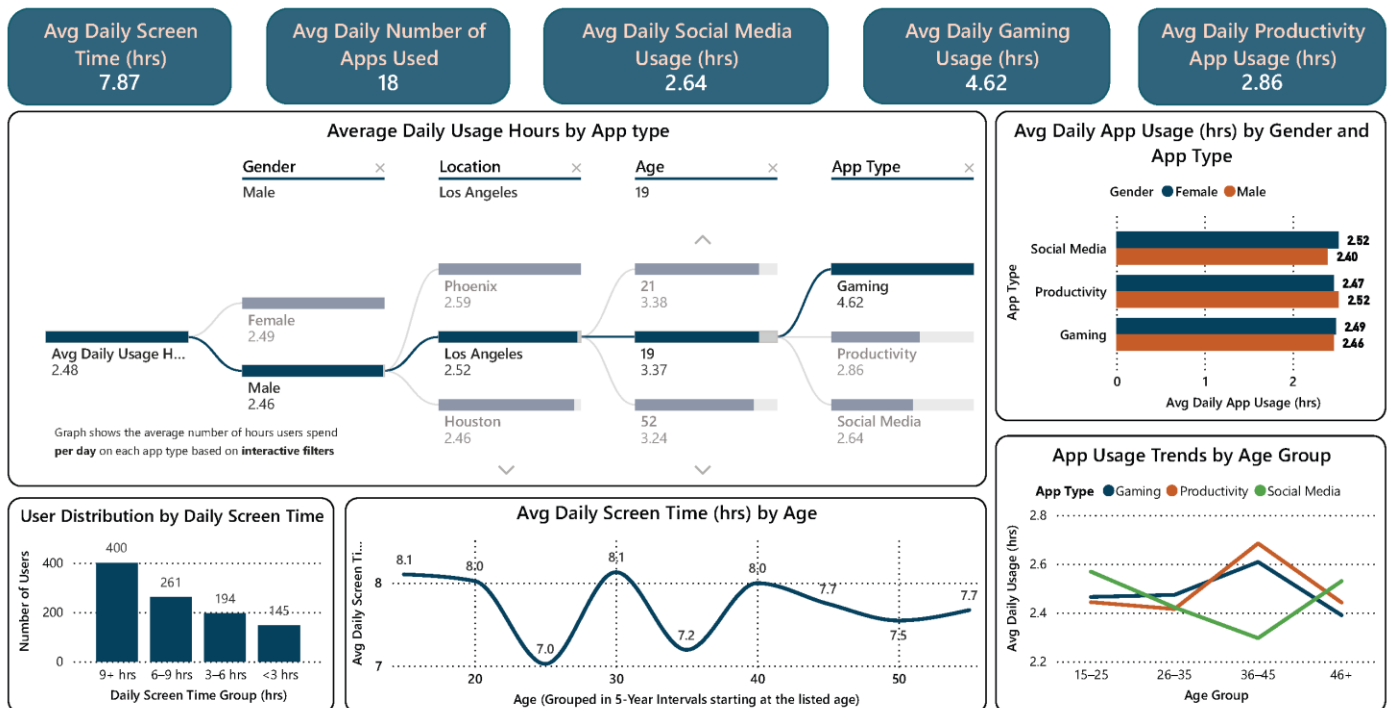 Avg Daily Screen
Time (hrs)
7.87
Avg Daily Number of
Apps Used
18
Avg Daily Social Media
Usage (hrs)
2.64
Avg Daily Gaming
Usage (hrs)
4.62
Avg Daily Productivity
App Usage (hrs)
2.86
Average Daily Usage Hours by App type
Gender ×
Male
Location ×
Los Angeles
Age ×
19
App Type ×
Avg Daily Usage H...
2.48
Female
2.49
Male
2.46
Phoenix
2.59
Los Angeles
2.52
Houston
2.46
21
3.38
19
3.37
52
3.24
Gaming
4.62
Productivity
2.86
Social Media
2.64
Graph shows the average number of hours users spend
per day on each app type based on interactive filters
Avg Daily App Usage (hrs) by Gender and
App Type
Gender Female Male
App Type
Social Media
2.52
2.40
Productivity
2.47
2.52
Gaming
2.49
2.46
0 1 2
Avg Daily App Usage (hrs)
User Distribution by Daily Screen Time
Number of Users
400
200
0
400
261
194
145
9+ hrs 6–9 hrs 3–6 hrs <3 hrs
Daily Screen Time Group (hrs)
Avg Daily Screen Time (hrs) by Age
Avg Daily Screen Ti...
8
7
8.1
8.0
7.0
8.1
7.2
8.0
7.7
7.5
7.7
20 30 40 50
Age (Grouped in 5-Year Intervals starting at the listed age)
App Usage Trends by Age Group
App Type Gaming Productivity Social Media
Avg Daily Usage (hrs)
2.8
2.6
2.4
2.2
15–25 26–35 36–45 46+
Age Group